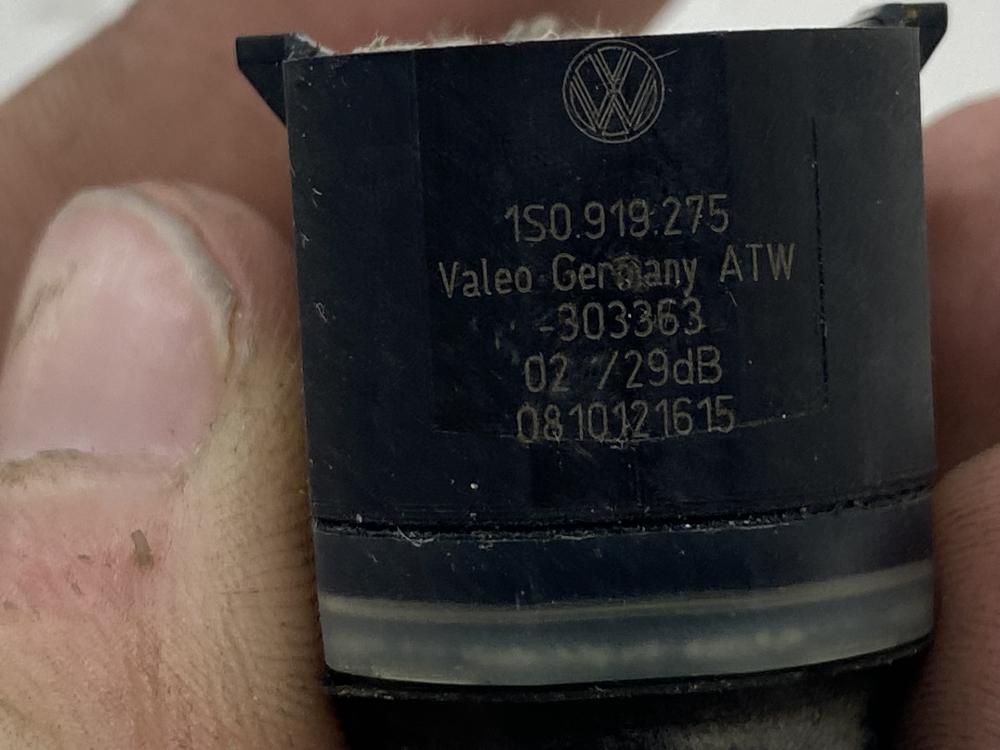 1S0.919.275
Valeo Germany ATW
-303363
02 /29dB
0810121615